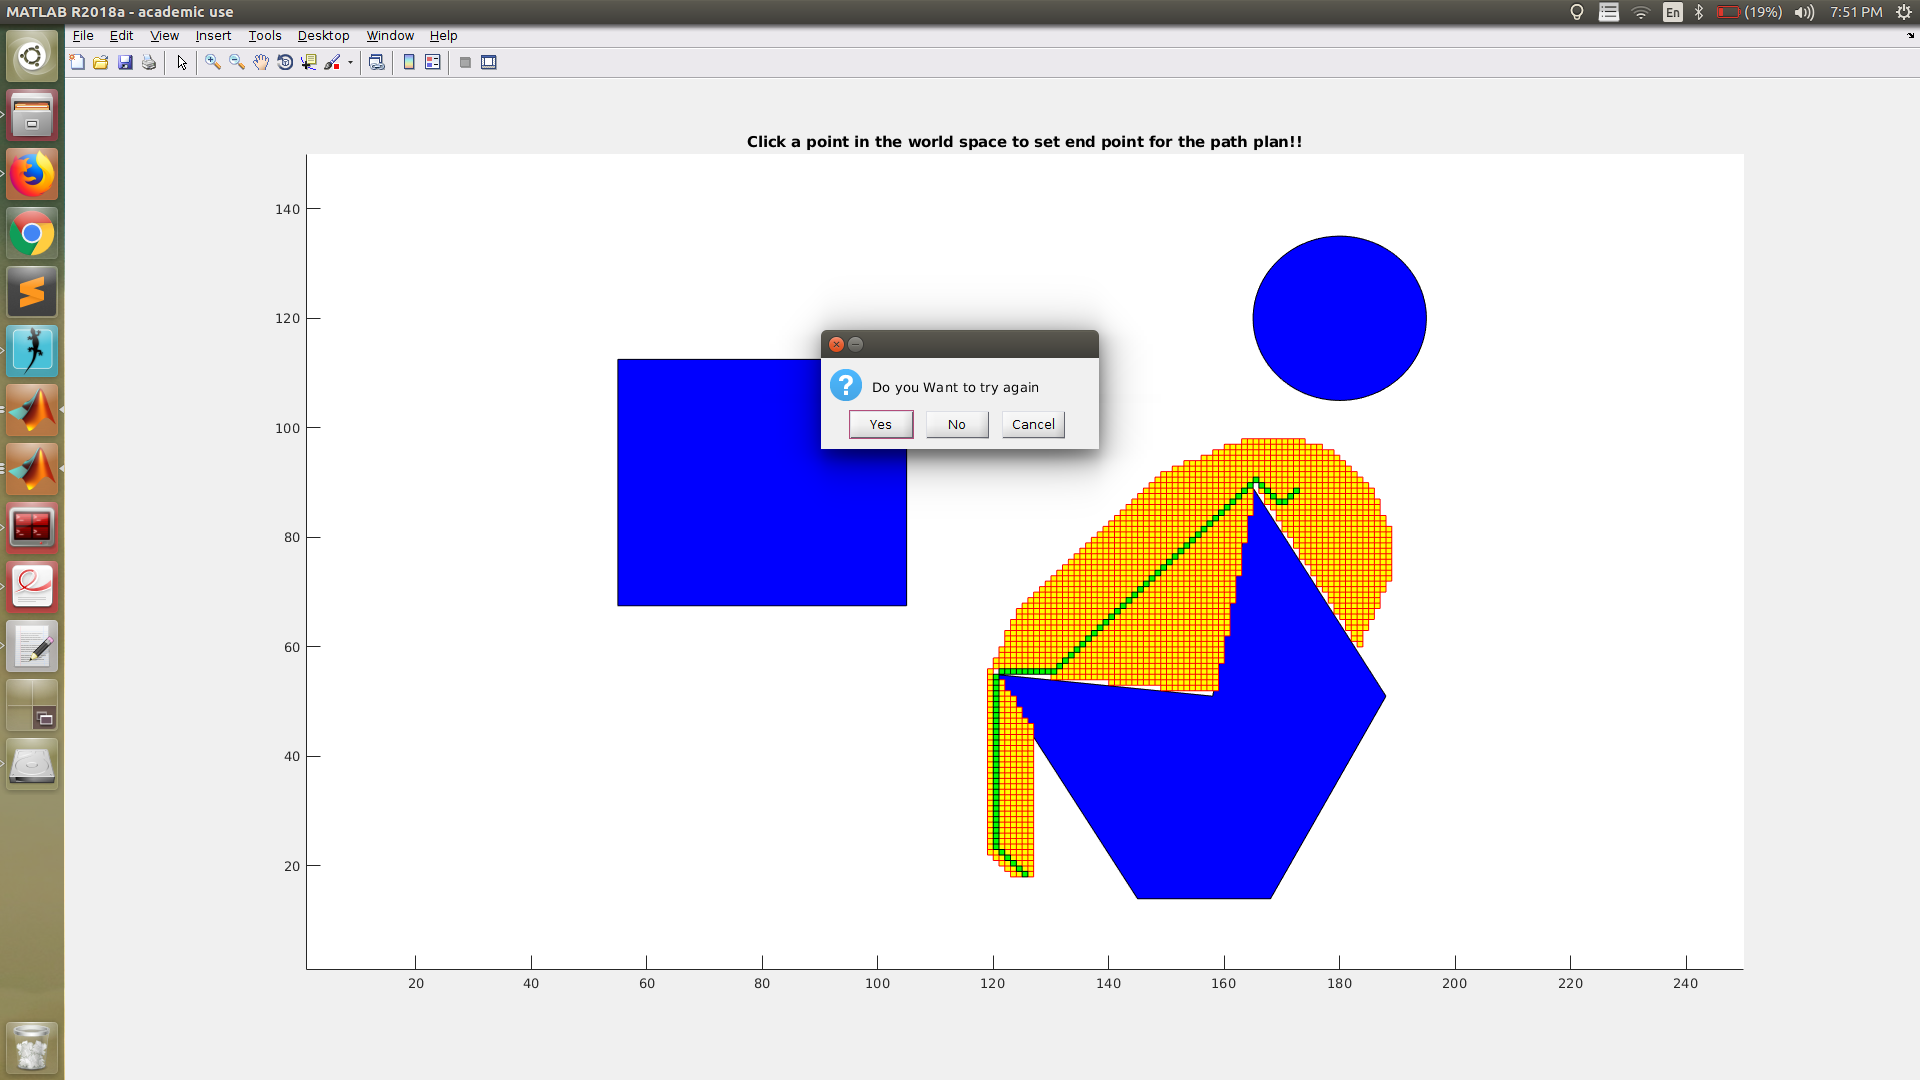 MATLAB R2018a - academic use
En (19%) 7:51 PM
File Edit View Insert Tools Desktop Window Help
Click a point in the world space to set end point for the path plan!!
140
120
100
80
60
40
20
20 40 60 80 100 120 140 160 180 200 220 240
Do you Want to try again
Yes No Cancel